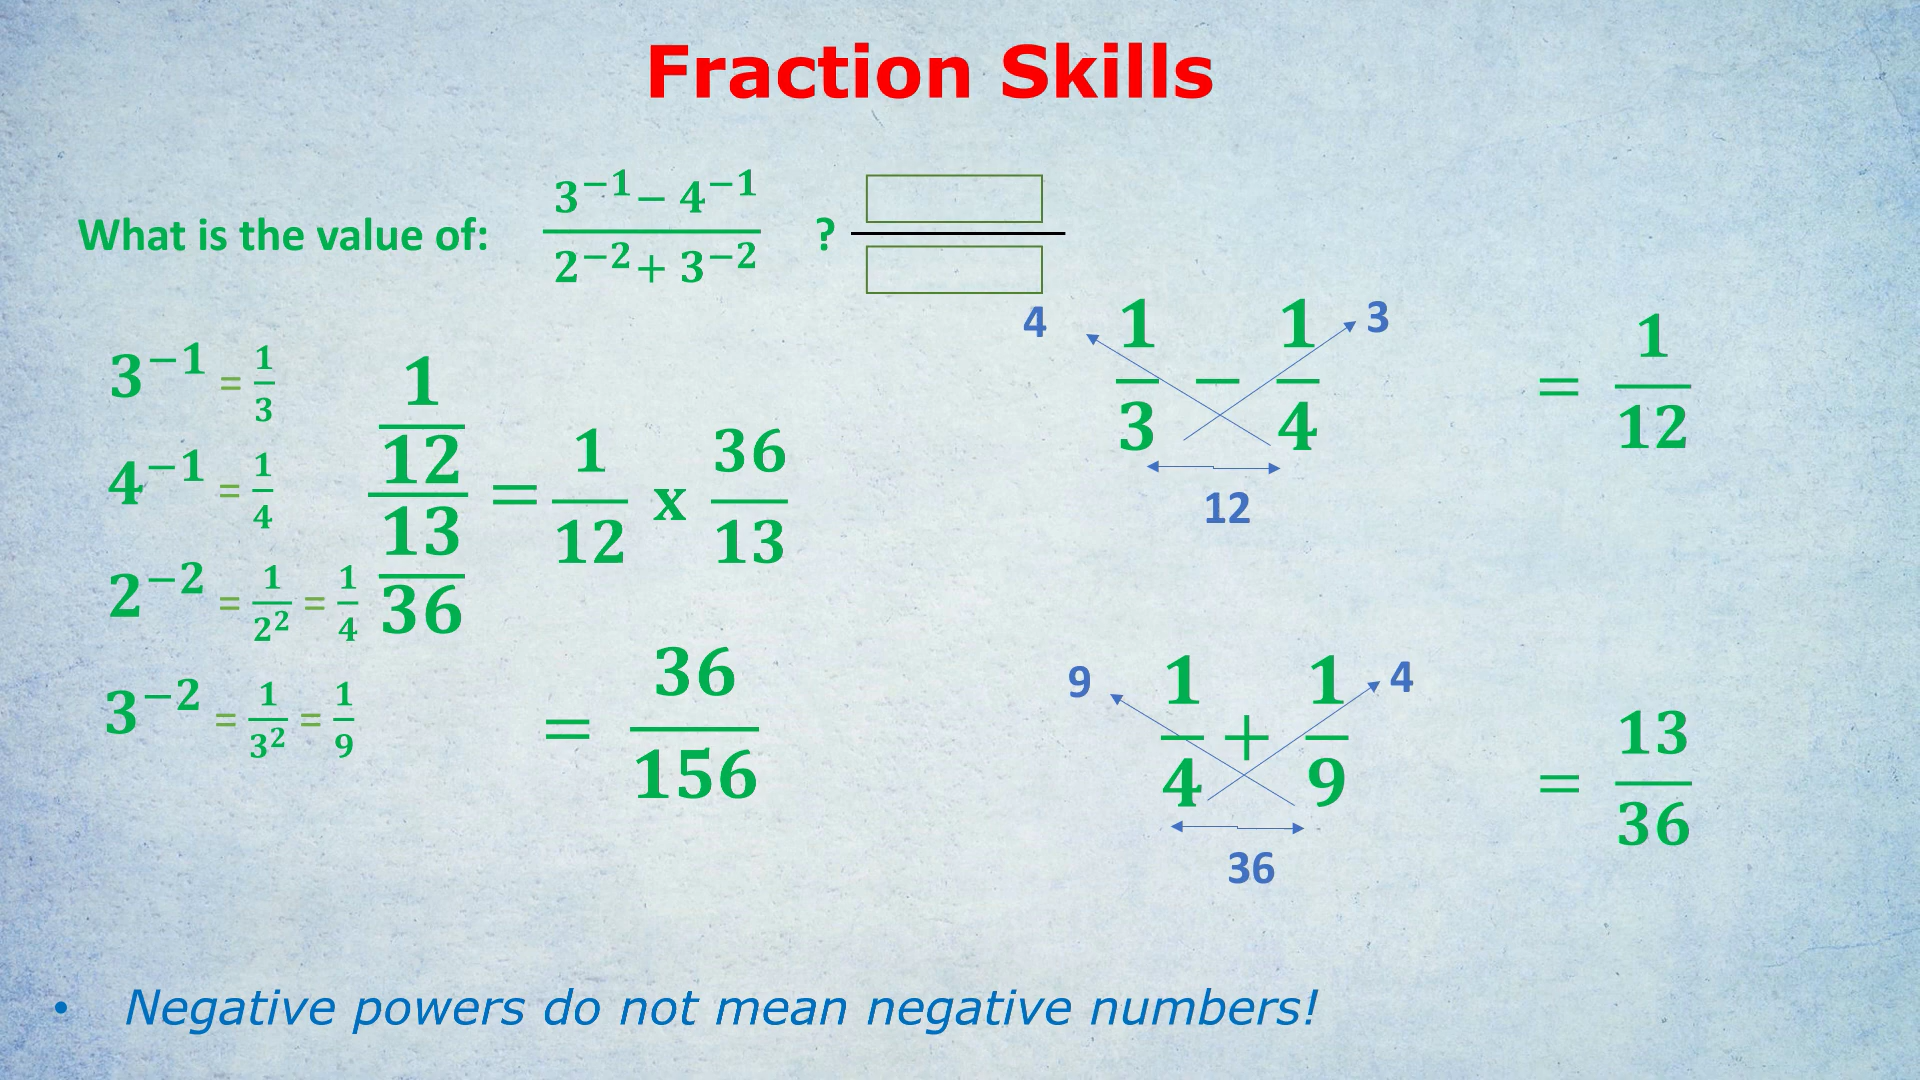 Fraction Skills
What is the value of: (3⁻¹ − 4⁻¹)/(2⁻² + 3⁻²) ?
3⁻¹ = 1/3
4⁻¹ = 1/4
2⁻² = 1/2² = 1/4
3⁻² = 1/3² = 1/9
(1/12)/(13/36) = 1/12 x 36/13
= 36/156
4 1/3 − 1/4 3 = 1/12
12
9 1/4 + 1/9 4 = 13/36
36
• Negative powers do not mean negative numbers!